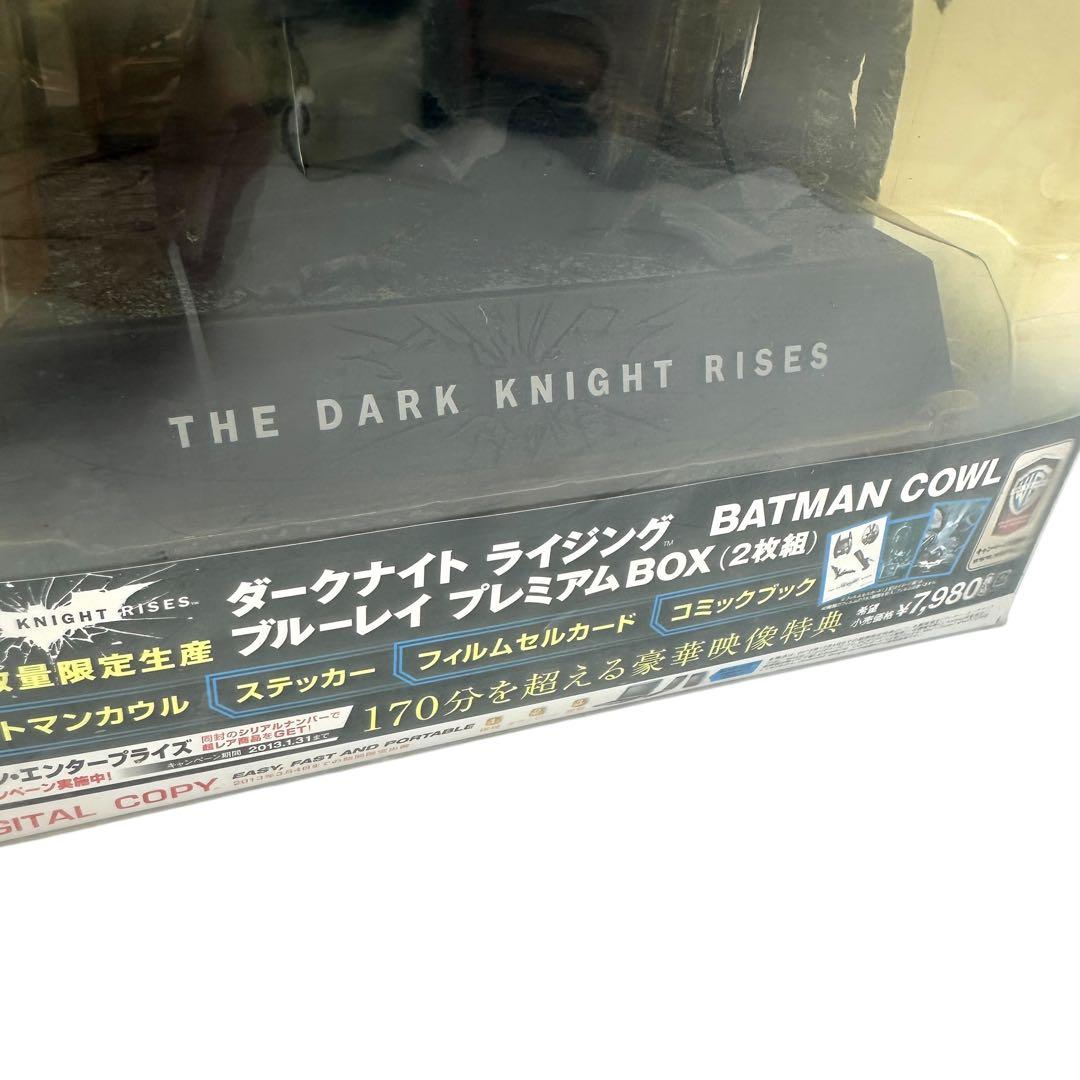 THE DARK KNIGHT RISES
BATMAN COWL
KNIGHT RISES™
ダークナイト ライジング™
ブルーレイ プレミアムBOX(2枚組)
数量限定生産
トマンカウル
ステッカー
フィルムセルカード
コミックブック
希望
小売価格 ¥7,980
170分を超える豪華映像特典
ン・エンタープライズ
ンペーン実施中!
同封のシリアルナンバーで
超レア商品をGET!
キャンペーン期間 2013.1.31まで
GITAL COPY
EASY, FAST AND PORTABLE